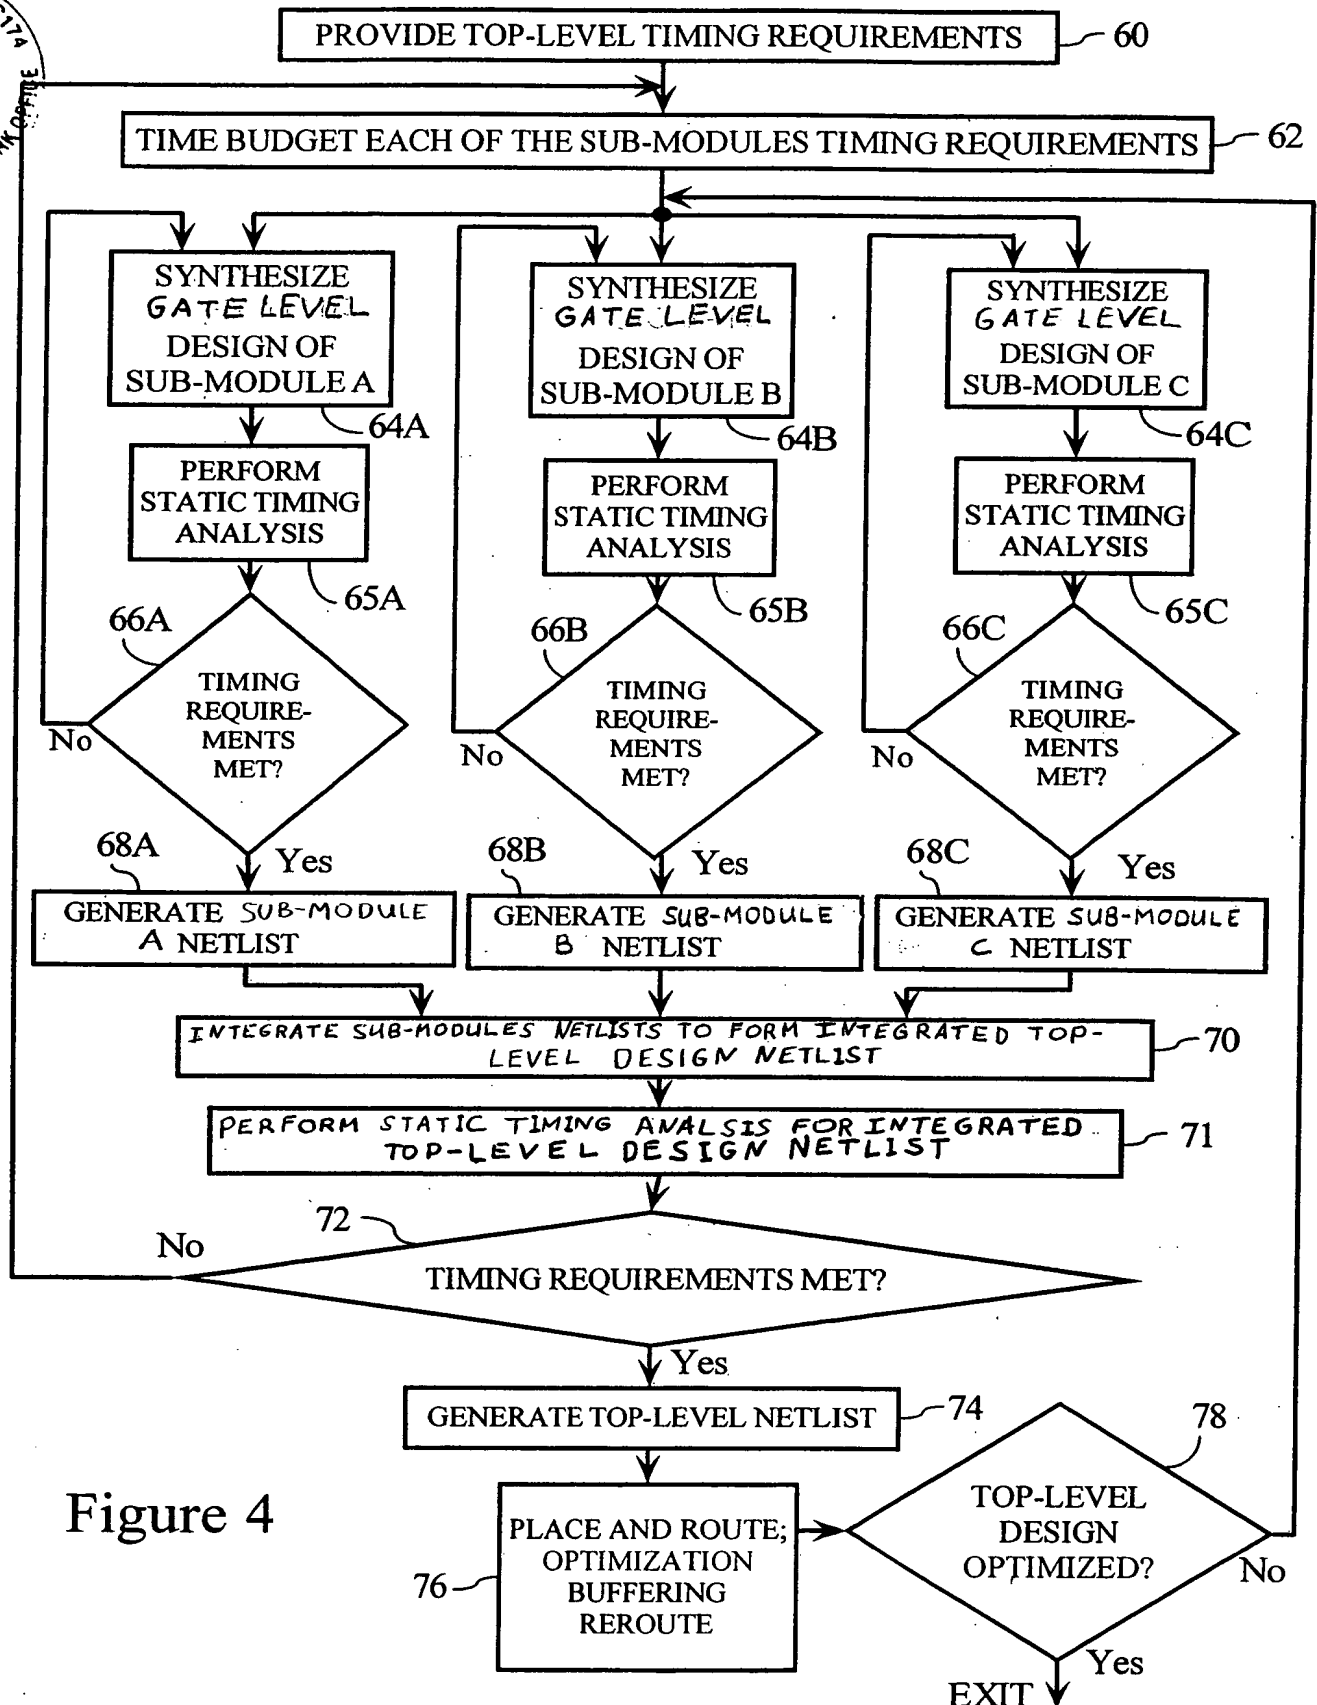 6174
OFFICE
PROVIDE TOP-LEVEL TIMING REQUIREMENTS
60
TIME BUDGET EACH OF THE SUB-MODULES TIMING REQUIREMENTS
62
SYNTHESIZE
GATE LEVEL
DESIGN OF
SUB-MODULE A
64A
SYNTHESIZE
GATE LEVEL
DESIGN OF
SUB-MODULE B
64B
SYNTHESIZE
GATE LEVEL
DESIGN OF
SUB-MODULE C
64C
PERFORM
STATIC TIMING
ANALYSIS
65A
PERFORM
STATIC TIMING
ANALYSIS
65B
PERFORM
STATIC TIMING
ANALYSIS
65C
66A
TIMING
REQUIRE-
MENTS
MET?
No
Yes
66B
TIMING
REQUIRE-
MENTS
MET?
No
Yes
66C
TIMING
REQUIRE-
MENTS
MET?
No
Yes
68A
GENERATE SUB-MODULE
A NETLIST
68B
GENERATE SUB-MODULE
B NETLIST
68C
GENERATE SUB-MODULE
C NETLIST
INTEGRATE SUB-MODULES NETLISTS TO FORM INTEGRATED TOP-
LEVEL DESIGN NETLIST
70
PERFORM STATIC TIMING ANALSIS FOR INTEGRATED
TOP-LEVEL DESIGN NETLIST
71
72
No
TIMING REQUIREMENTS MET?
Yes
GENERATE TOP-LEVEL NETLIST
74
78
PLACE AND ROUTE;
OPTIMIZATION
BUFFERING
REROUTE
76
TOP-LEVEL
DESIGN
OPTIMIZED?
No
Yes
EXIT
Figure 4